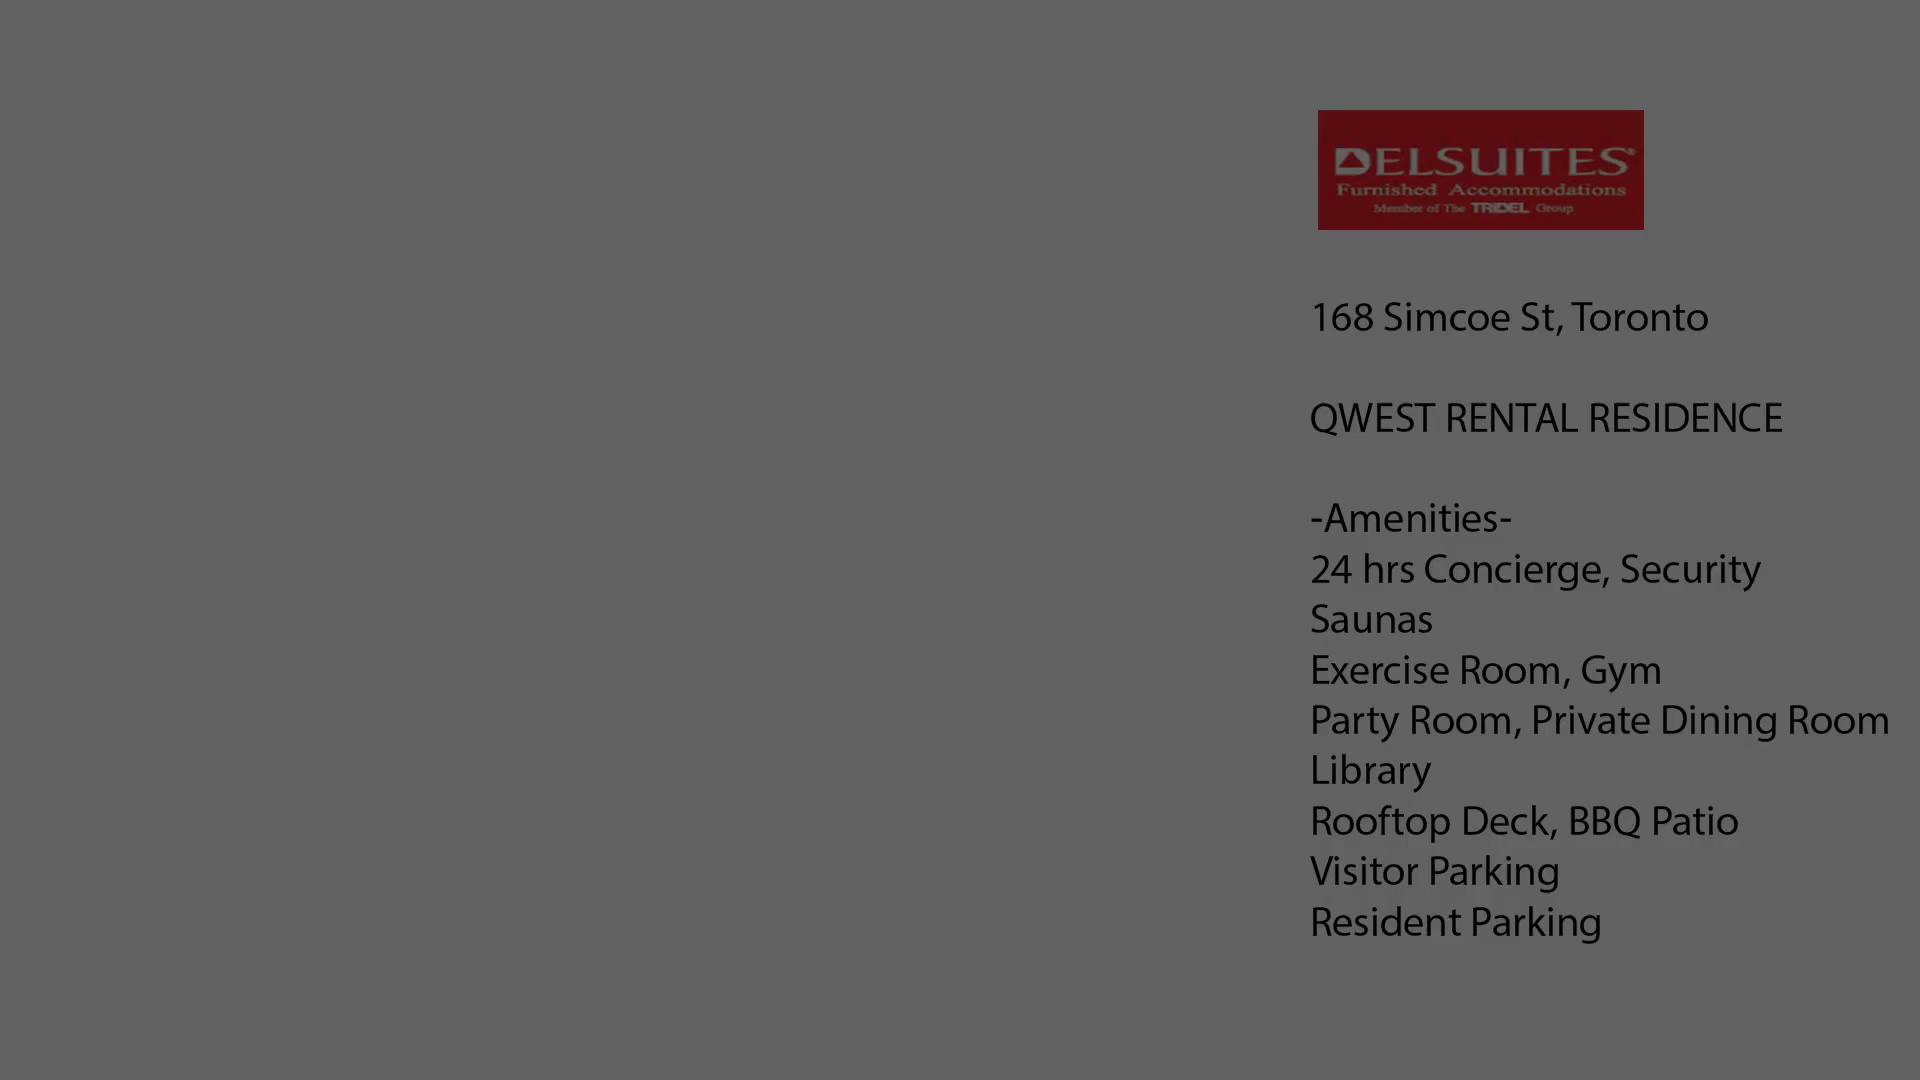 DELSUITES®
Furnished Accommodations
Member of The TRIDEL Group
168 Simcoe St, Toronto
QWEST RENTAL RESIDENCE
-Amenities-
24 hrs Concierge, Security
Saunas
Exercise Room, Gym
Party Room, Private Dining Room
Library
Rooftop Deck, BBQ Patio
Visitor Parking
Resident Parking